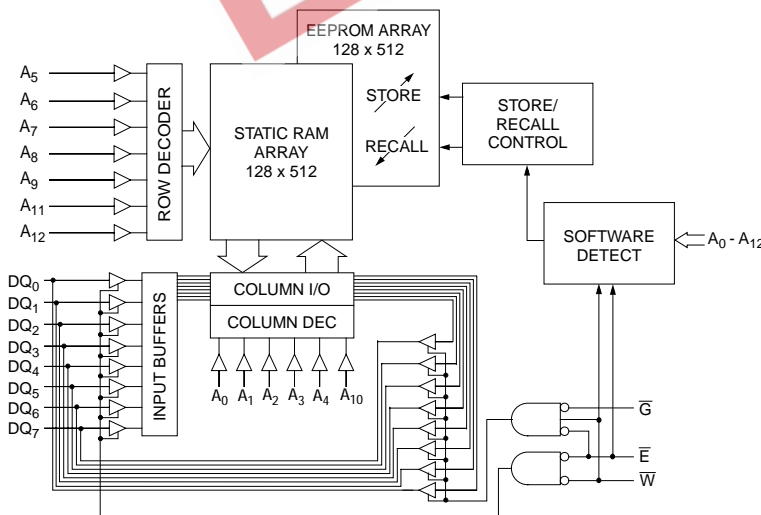 EEPROM ARRAY
128 x 512
STORE
RECALL
STATIC RAM
ARRAY
128 x 512
STORE/
RECALL
CONTROL
SOFTWARE
DETECT
A0 - A12
A5
A6
A7
A8
A9
A11
A12
ROW DECODER
DQ0
DQ1
DQ2
DQ3
DQ4
DQ5
DQ6
DQ7
INPUT BUFFERS
COLUMN I/O
COLUMN DEC
A0 A1 A2 A3 A4 A10
G̅
E̅
W̅